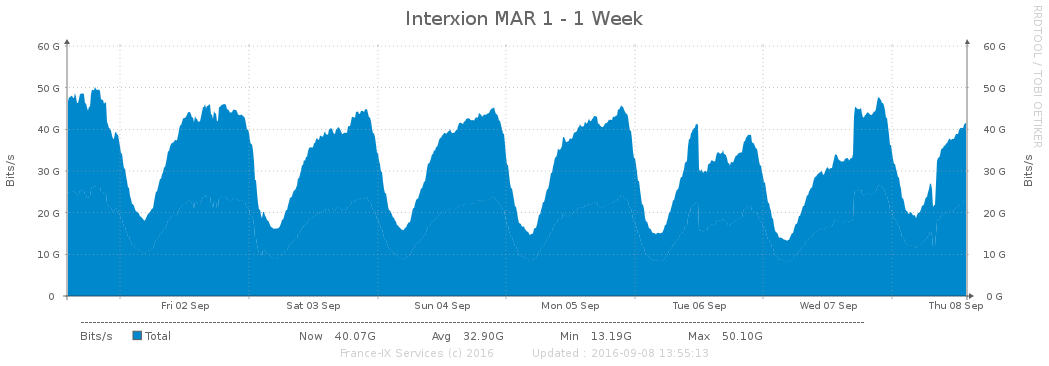 Interxion MAR 1 - 1 Week
RRDTOOL / TOBI OETIKER
60 G 60 G
50 G 50 G
40 G 40 G
30 G 30 G
20 G 20 G
10 G 10 G
0 0 G
Bits/s
Bits/s
Fri 02 Sep Sat 03 Sep Sun 04 Sep Mon 05 Sep Tue 06 Sep Wed 07 Sep Thu 08 Sep
Bits/s Total Now 40.07G Avg 32.90G Min 13.19G Max 50.10G
France-IX Services (c) 2016 Updated : 2016-09-08 13:55:13